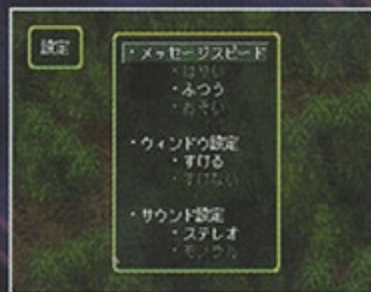 設定
・メッセージスピード
・はやい
・ふつう
・おそい
・ウィンドウ設定
・すける
・すけない
・サウンド設定
・ステレオ
・モノラル